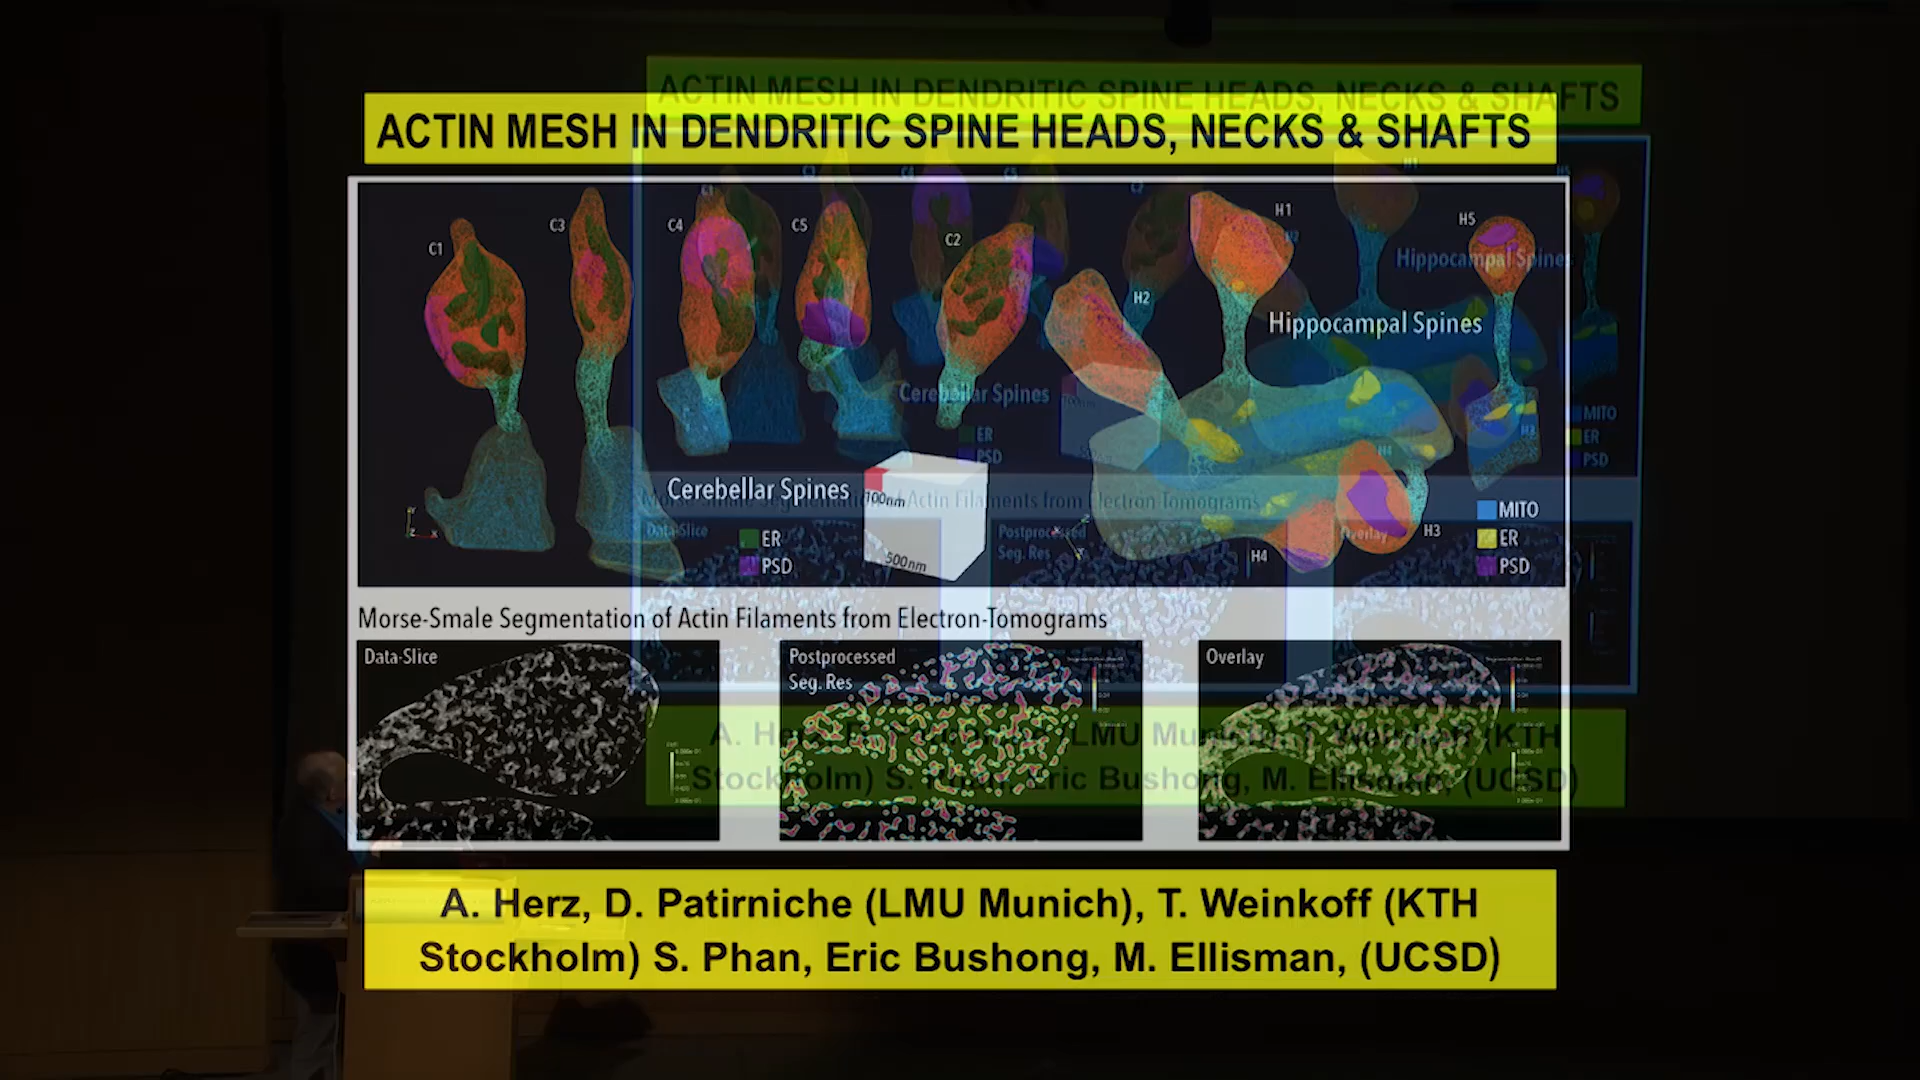 ACTIN MESH IN DENDRITIC SPINE HEADS, NECKS & SHAFTS
C1
C3
C4
C5
C2
H2
H1
H5
Hippocampal Spines
Cerebellar Spines
100nm
500nm
ER
PSD
H4
H3
MITO
ER
PSD
Morse-Smale Segmentation of Actin Filaments from Electron-Tomograms
Data-Slice
Postprocessed
Seg. Res
Overlay
A. Herz, D. Patirniche (LMU Munich), T. Weinkoff (KTH
Stockholm) S. Phan, Eric Bushong, M. Ellisman, (UCSD)